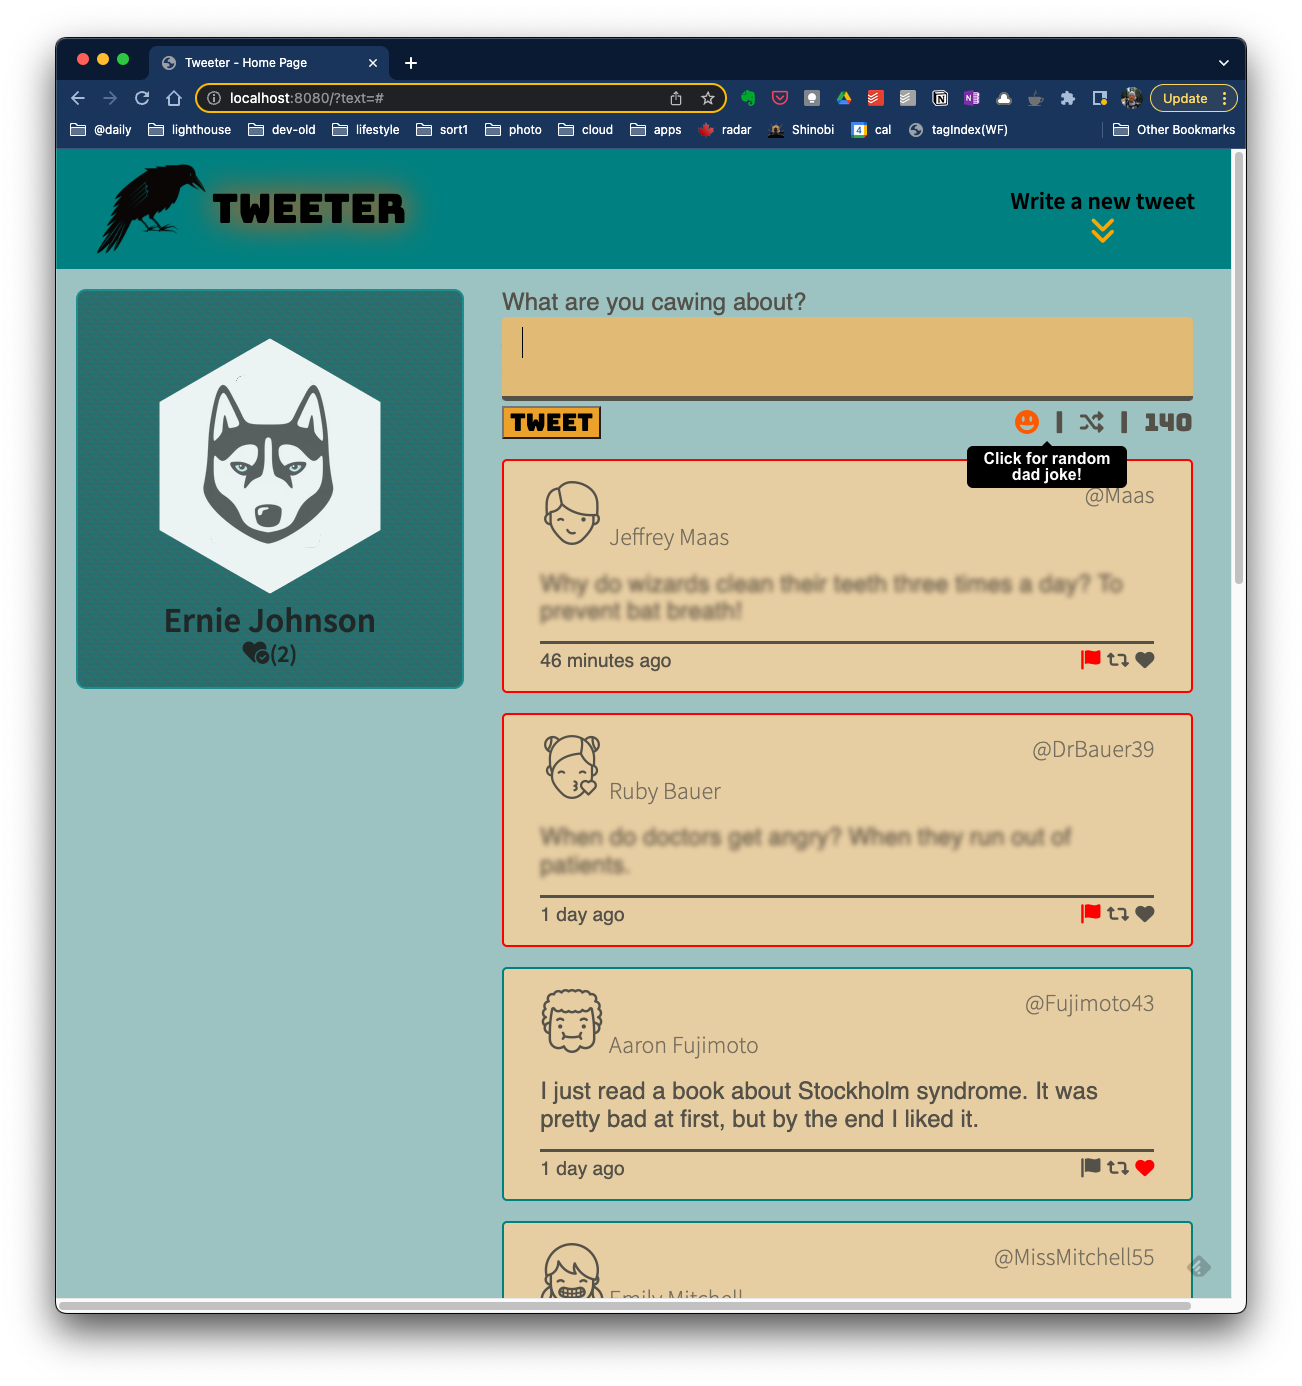 Tweeter - Home Page
localhost:8080/?text=#
Update
@daily lighthouse dev-old lifestyle sort1 photo cloud apps radar Shinobi 4 cal tagIndex(WF) Other Bookmarks
TWEETER
Write a new tweet
What are you cawing about?
TWEET
140
Click for random
dad joke!
Ernie Johnson
(2)
@Maas
Jeffrey Maas
Why do wizards clean their teeth three times a day? To
prevent bat breath!
46 minutes ago
@DrBauer39
Ruby Bauer
When do doctors get angry? When they run out of
patients.
1 day ago
@Fujimoto43
Aaron Fujimoto
I just read a book about Stockholm syndrome. It was
pretty bad at first, but by the end I liked it.
1 day ago
@MissMitchell55
Emily Mitchell